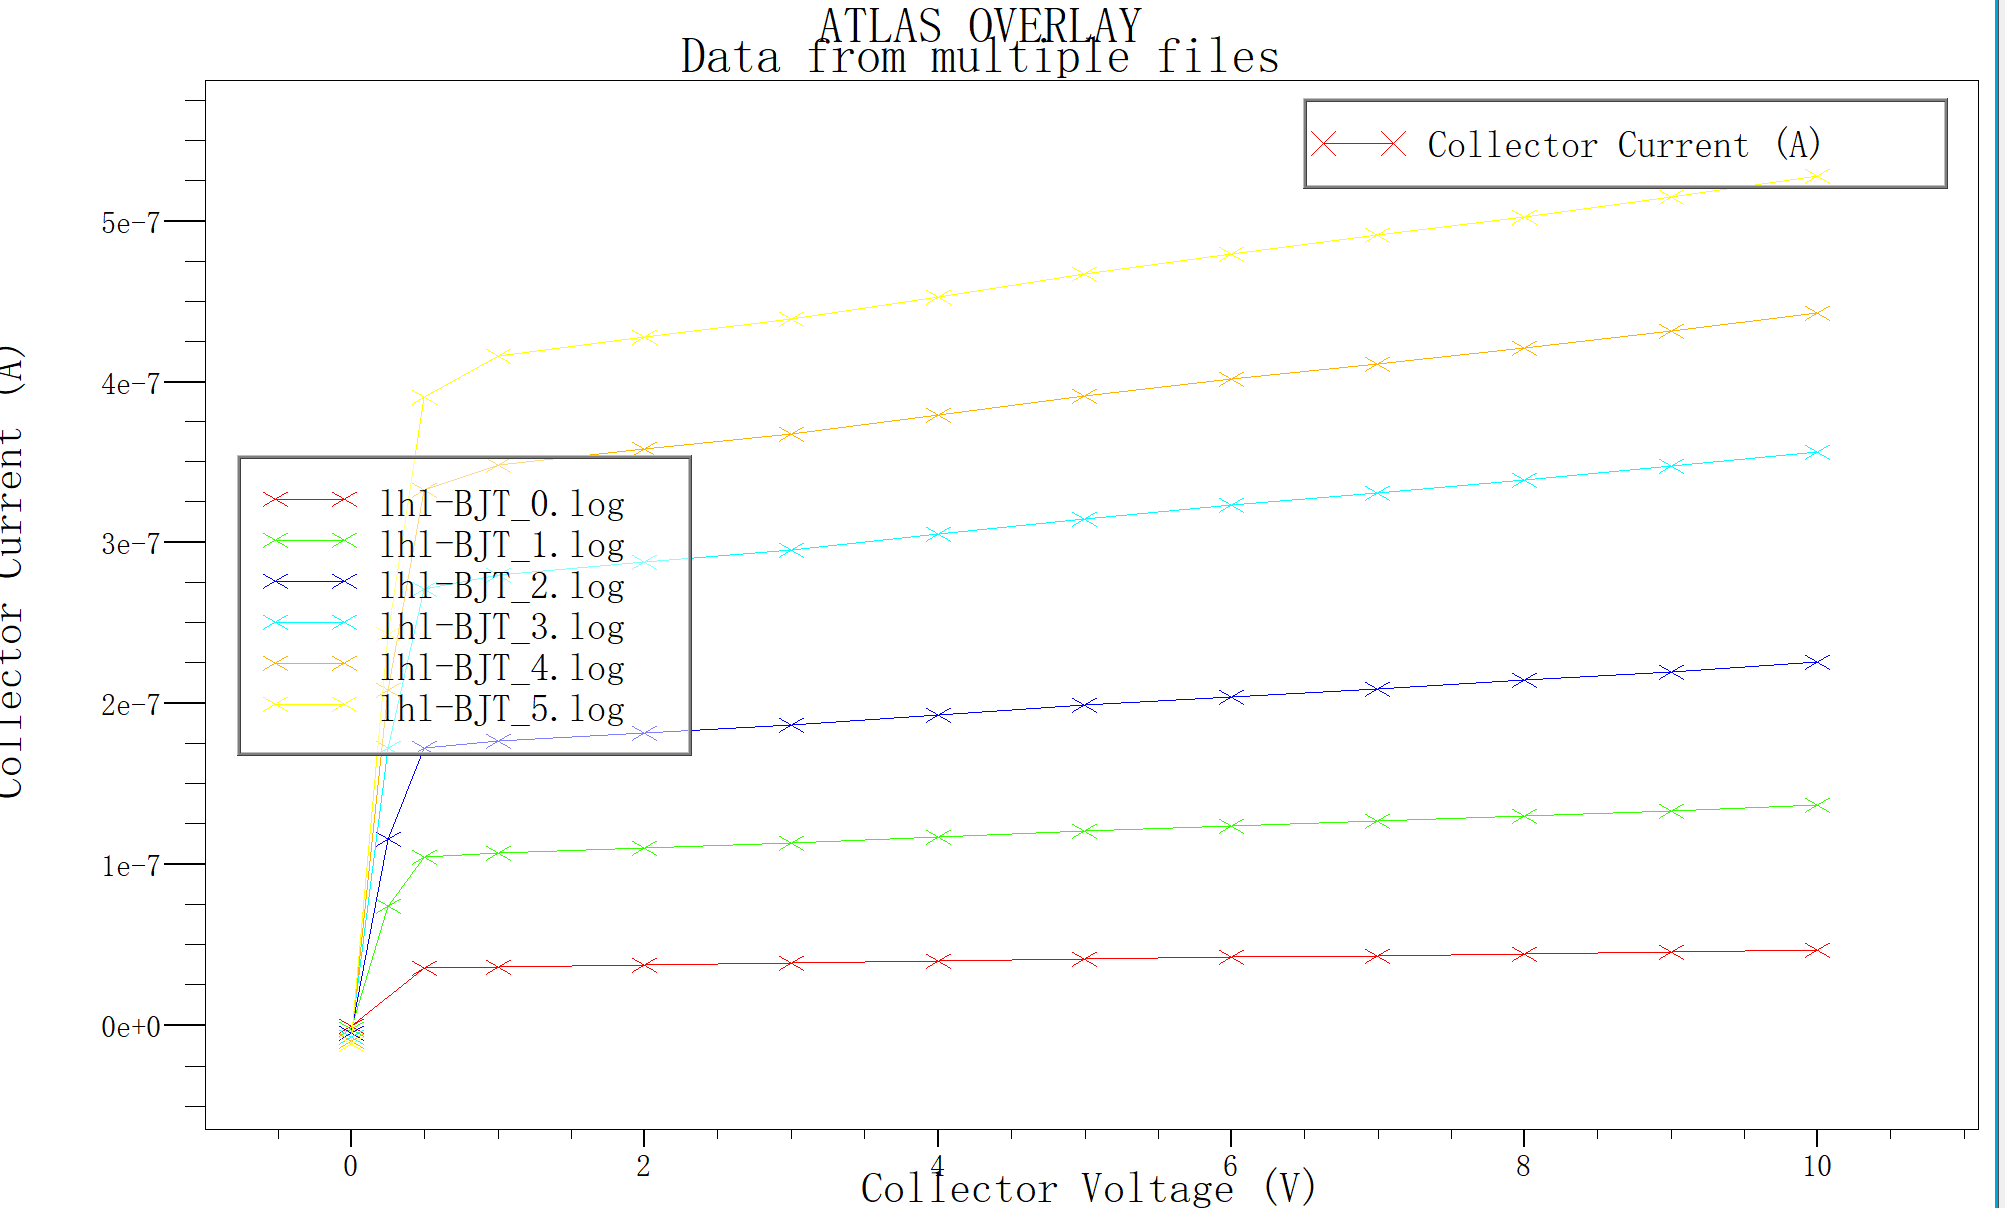 ATLAS OVERLAY
Data from multiple files
Collector Current (A)
5e-7
4e-7
3e-7
2e-7
1e-7
0e+0
Collector Current (A)
lhl-BJT_0.log
lhl-BJT_1.log
lhl-BJT_2.log
lhl-BJT_3.log
lhl-BJT_4.log
lhl-BJT_5.log
0 2 4 6 8 10
Collector Voltage (V)